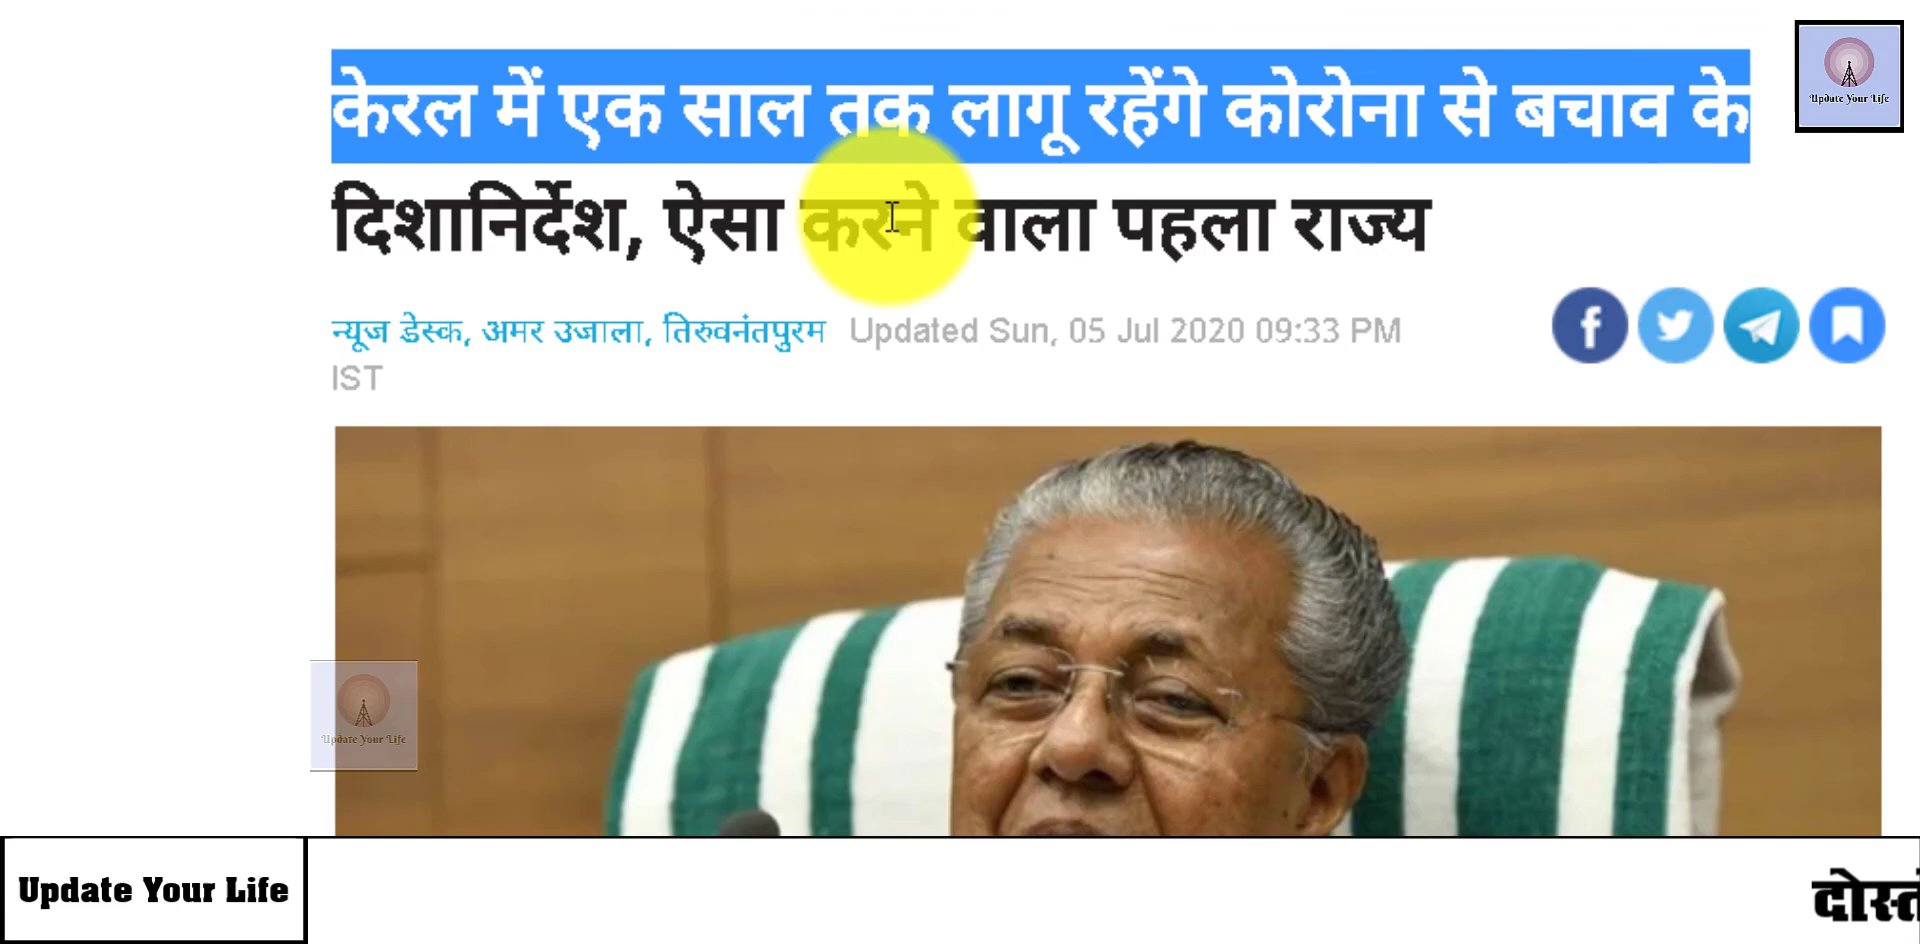 केरल में एक साल तक लागू रहेंगे कोरोना से बचाव के
दिशानिर्देश, ऐसा करने वाला पहला राज्य
न्यूज डेस्क, अमर उजाला, तिरुवनंतपुरम Updated Sun, 05 Jul 2020 09:33 PM
IST
Update Your Life
Update Your Life
Update Your Life